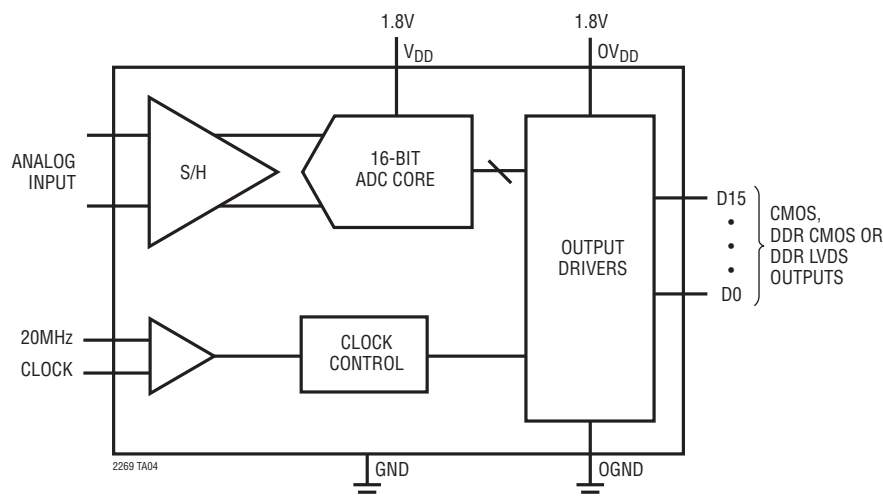 1.8V
1.8V
VDD
OVDD
ANALOG
INPUT
S/H
16-BIT
ADC CORE
OUTPUT
DRIVERS
D15
•
•
•
D0
CMOS,
DDR CMOS OR
DDR LVDS
OUTPUTS
20MHz
CLOCK
CLOCK
CONTROL
2269 TA04
GND
OGND